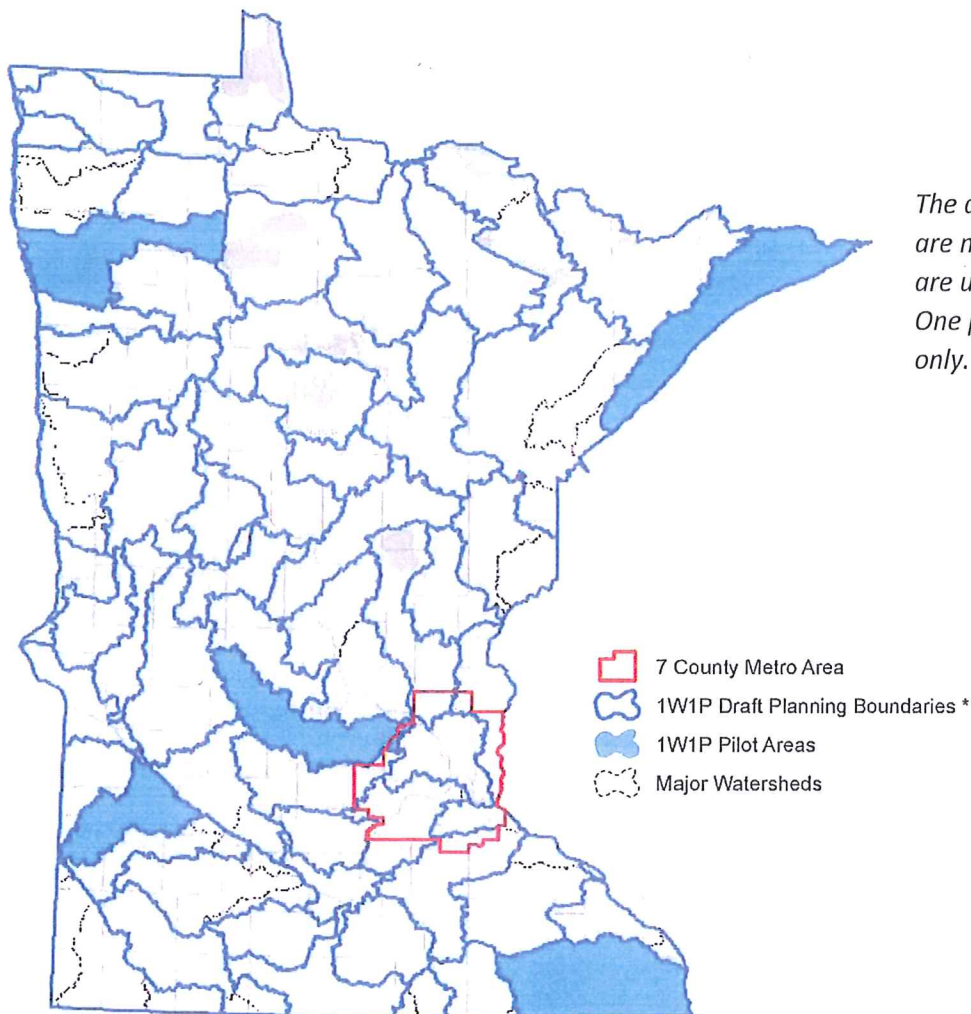 The
are n
are u
One p
only.
7 County Metro Area
1W1P Draft Planning Boundaries *
1W1P Pilot Areas
Major Watersheds